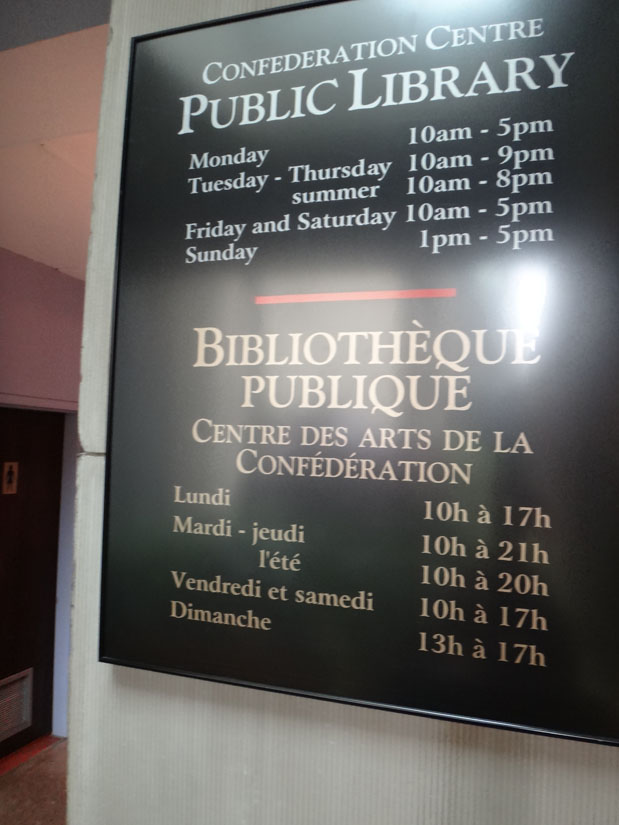 CONFEDERATION CENTRE
PUBLIC LIBRARY
Monday 10am - 5pm
Tuesday - Thursday 10am - 9pm
summer 10am - 8pm
Friday and Saturday 10am - 5pm
Sunday 1pm - 5pm
BIBLIOTHÈQUE
PUBLIQUE
CENTRE DES ARTS DE LA
CONFÉDÉRATION
Lundi 10h à 17h
Mardi - jeudi 10h à 21h
l'été 10h à 20h
Vendredi et samedi 10h à 17h
Dimanche 13h à 17h